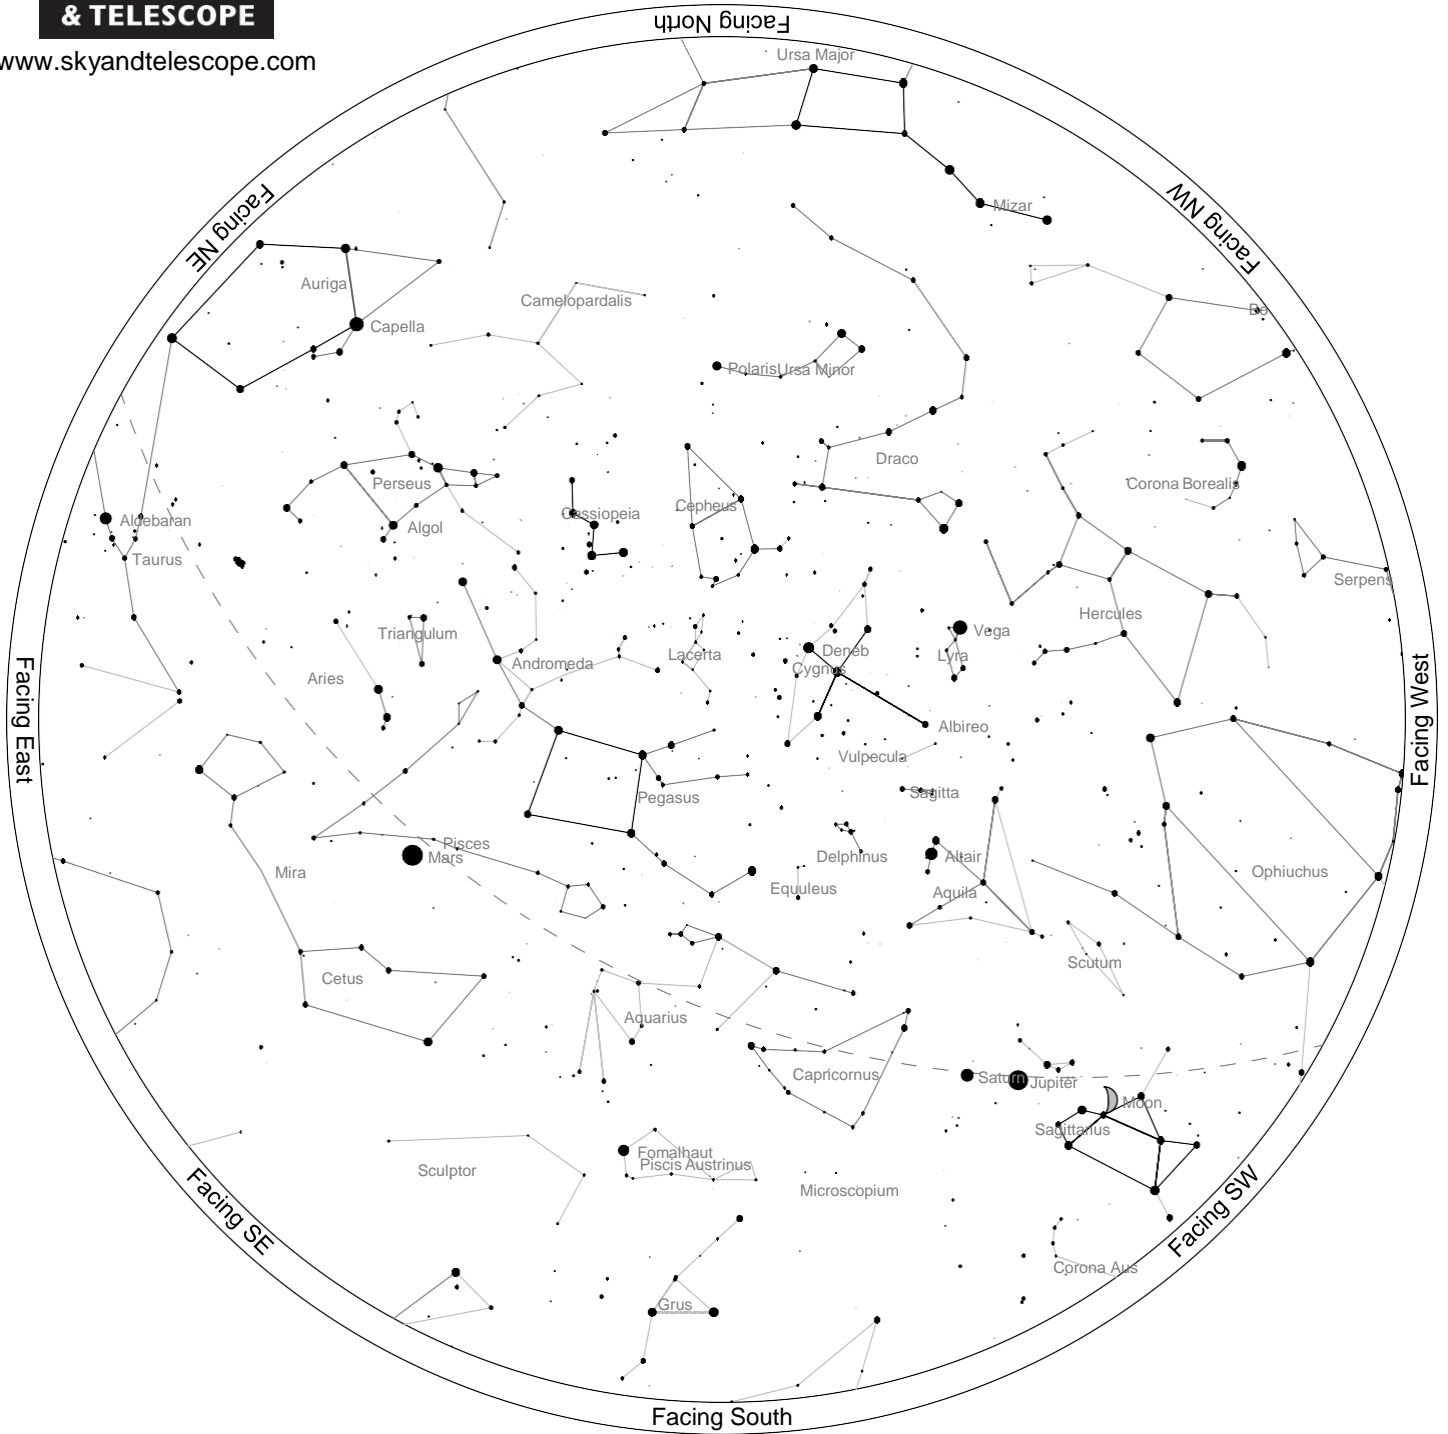 & TELESCOPE
www.skyandtelescope.com
Facing North
Ursa Major
Facing NE
Facing NW
Mizar
Auriga
Camelopardalis
Capella
Bo
Polaris
Ursa Minor
Draco
Perseus
Corona Borealis
Cassiopeia
Cepheus
Aldebaran
Algol
Taurus
Serpens
Triangulum
Hercules
Vega
Andromeda
Lacerta
Deneb
Lyra
Cygnus
Aries
Albireo
Facing East
Facing West
Vulpecula
Pegasus
Sagitta
Pisces
Mars
Delphinus
Altair
Mira
Equuleus
Aquila
Ophiuchus
Cetus
Scutum
Aquarius
Capricornus
Saturn
Jupiter
Moon
Sagittarius
Fomalhaut
Piscis Austrinus
Sculptor
Microscopium
Facing SE
Facing SW
Corona Aus
Grus
Facing South